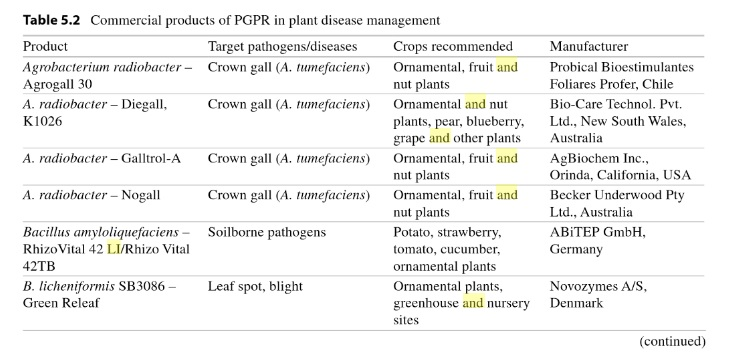 Table 5.2 Commercial products of PGPR in plant disease management
Product Target pathogens/diseases Crops recommended Manufacturer
Agrobacterium radiobacter – Crown gall (A. tumefaciens) Ornamental, fruit and Probical Bioestimulantes
Agrogall 30 nut plants Foliares Profer, Chile
A. radiobacter – Diegall, Crown gall (A. tumefaciens) Ornamental and nut Bio-Care Technol. Pvt.
K1026 plants, pear, blueberry, Ltd., New South Wales,
grape and other plants Australia
A. radiobacter – Galltrol-A Crown gall (A. tumefaciens) Ornamental, fruit and AgBiochem Inc.,
nut plants Orinda, California, USA
A. radiobacter – Nogall Crown gall (A. tumefaciens) Ornamental, fruit and Becker Underwood Pty
nut plants Ltd., Australia
Bacillus amyloliquefaciens – Soilborne pathogens Potato, strawberry, ABiTEP GmbH,
RhizoVital 42 LI/Rhizo Vital tomato, cucumber, Germany
42TB ornamental plants
B. licheniformis SB3086 – Leaf spot, blight Ornamental plants, Novozymes A/S,
Green Releaf greenhouse and nursery Denmark
sites
(continued)